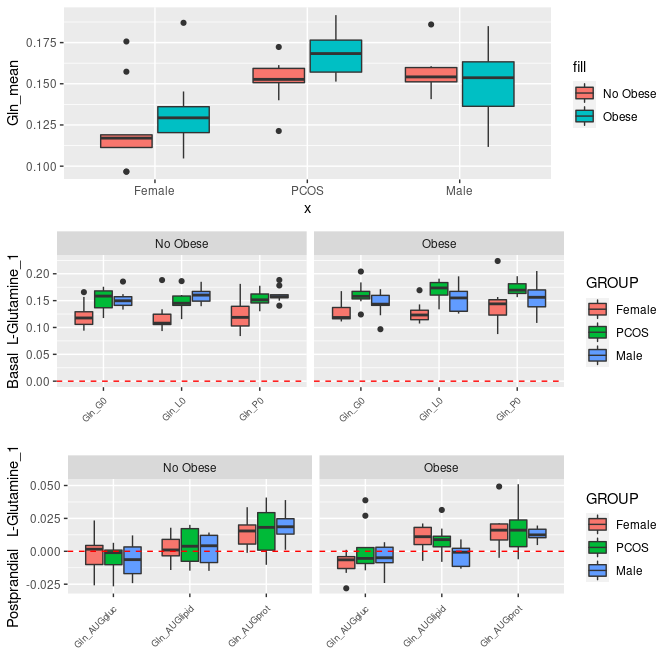 Gln_mean
0.175
0.150
0.125
0.100
Female
PCOS
Male
x
fill
No Obese
Obese
Basal L-Glutamine_1
No Obese
Obese
0.20
0.15
0.10
0.05
0.00
Gln_G0
Gln_L0
Gln_P0
Gln_G0
Gln_L0
Gln_P0
GROUP
Female
PCOS
Male
Postprandial L-Glutamine_1
No Obese
Obese
0.050
0.025
0.000
-0.025
Gln_AUGgluc
Gln_AUGlipid
Gln_AUGprot
Gln_AUGgluc
Gln_AUGlipid
Gln_AUGprot
GROUP
Female
PCOS
Male